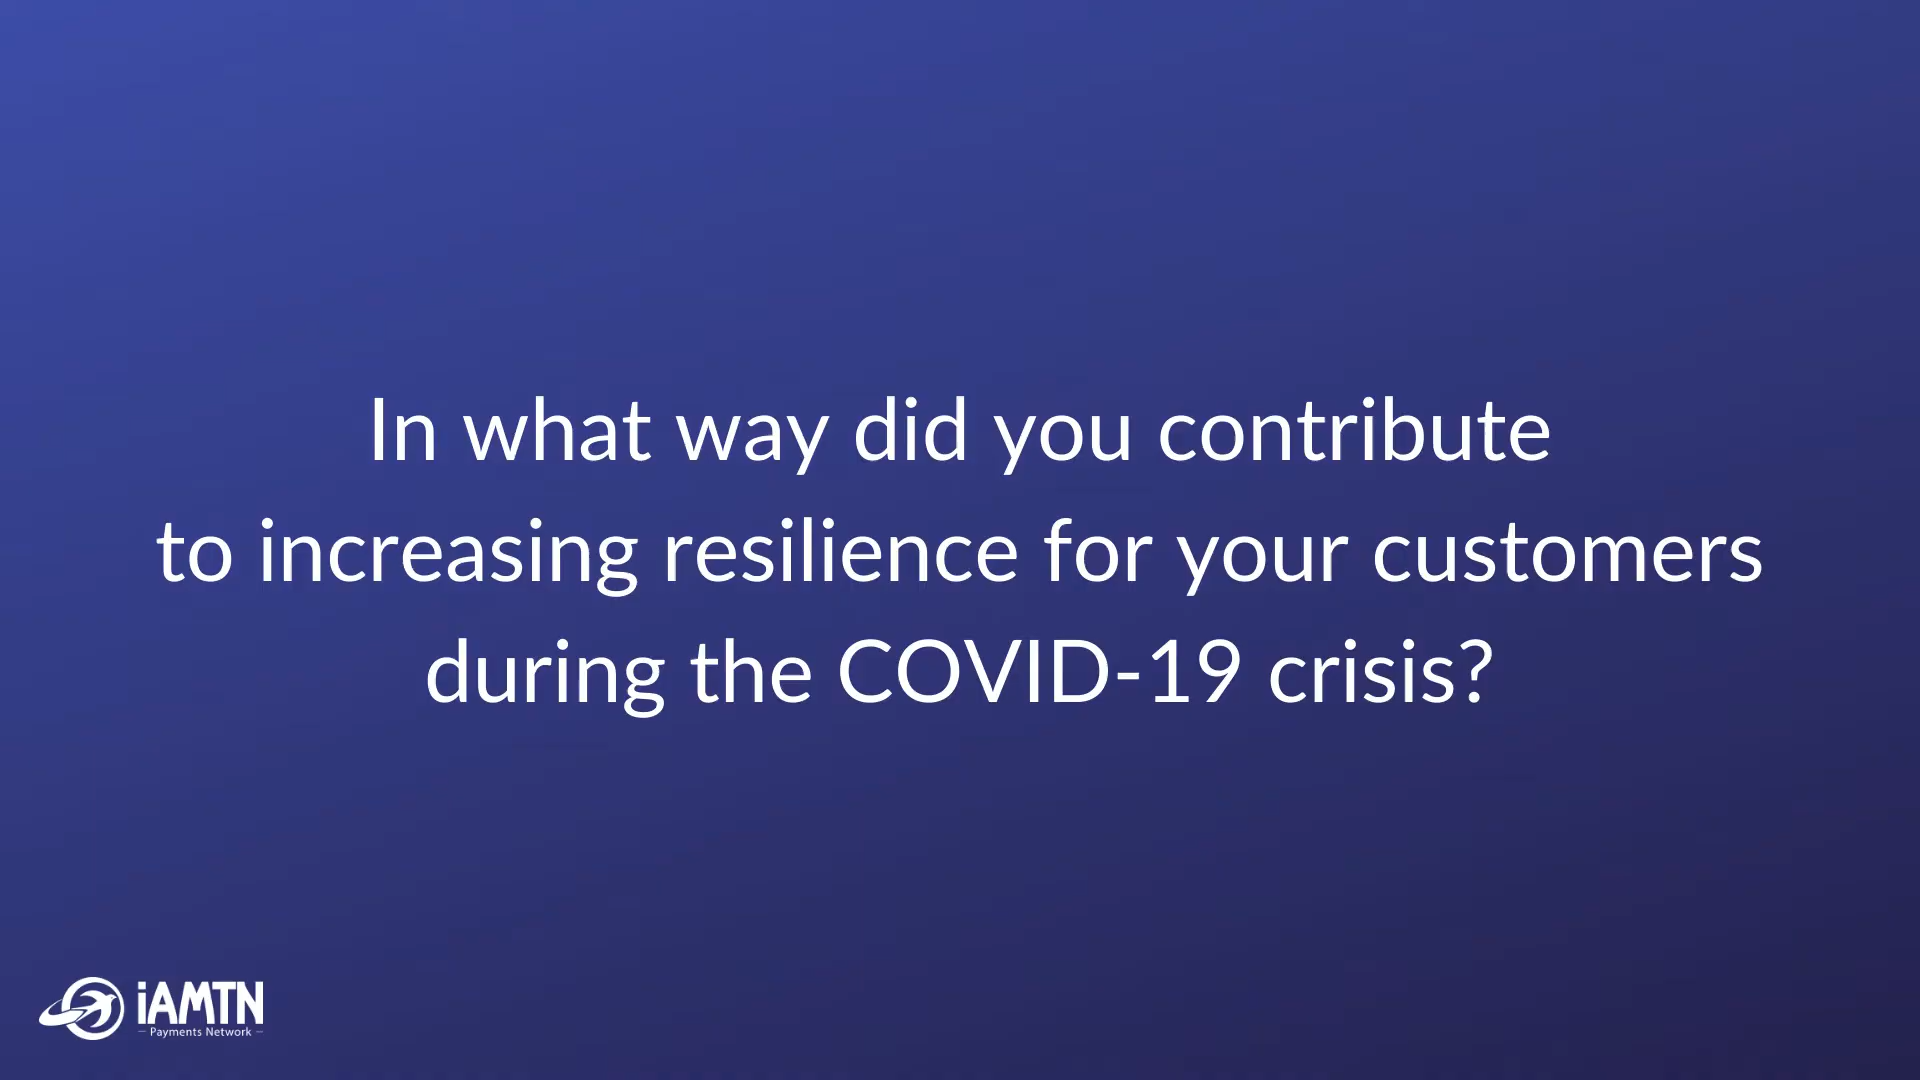 In what way did you contribute
to increasing resilience for your customers
during the COVID-19 crisis?
iAMTN
Payments Network